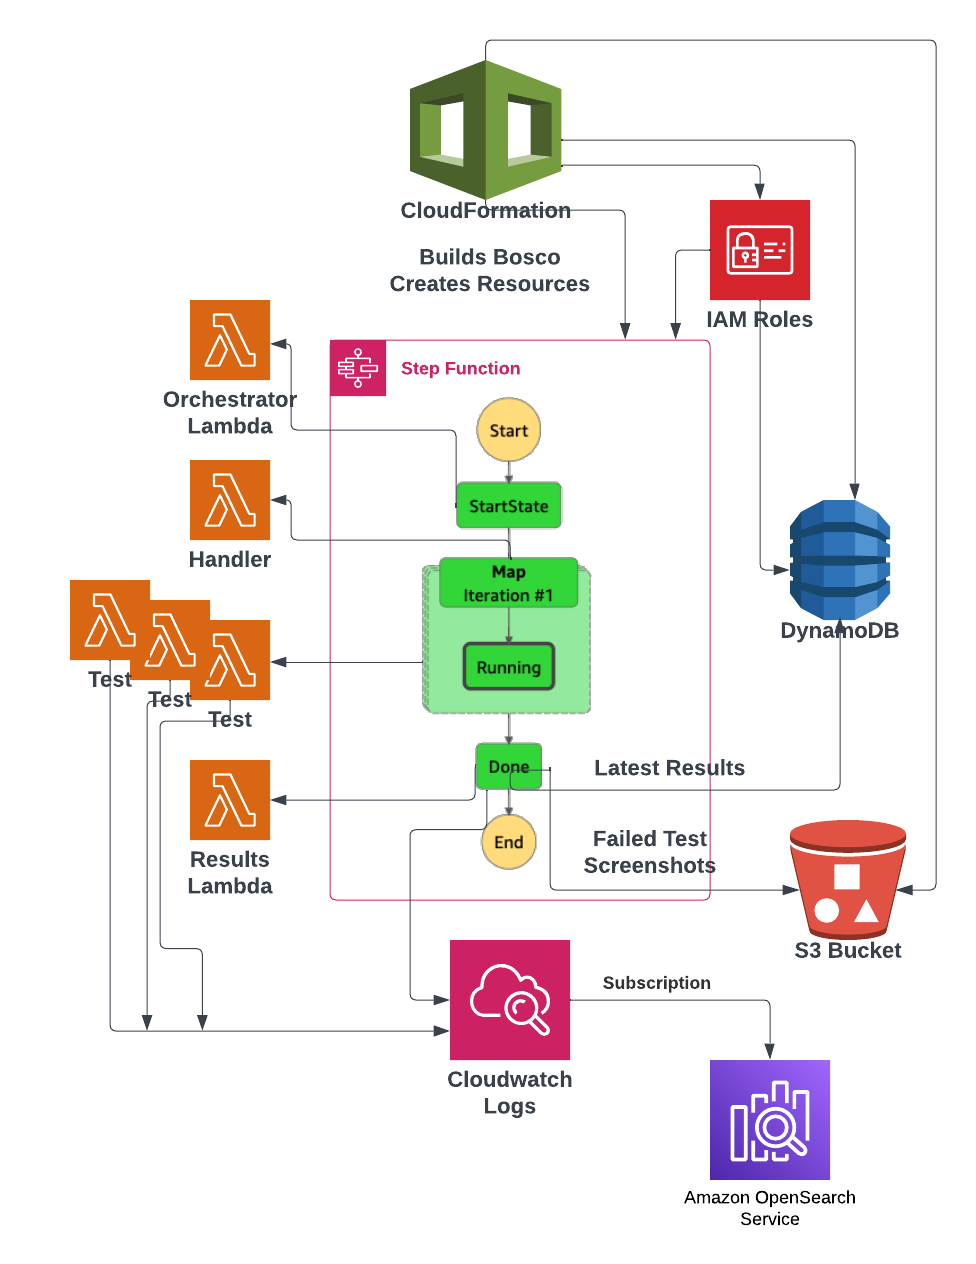 CloudFormation
Builds Bosco
Creates Resources
IAM Roles
Step Function
Orchestrator
Lambda
Start
StartState
Handler
Map
Iteration #1
Running
Test
Test
Test
DynamoDB
Done
Latest Results
Results
Lambda
End
Failed Test
Screenshots
S3 Bucket
Subscription
Cloudwatch
Logs
Amazon OpenSearch
Service